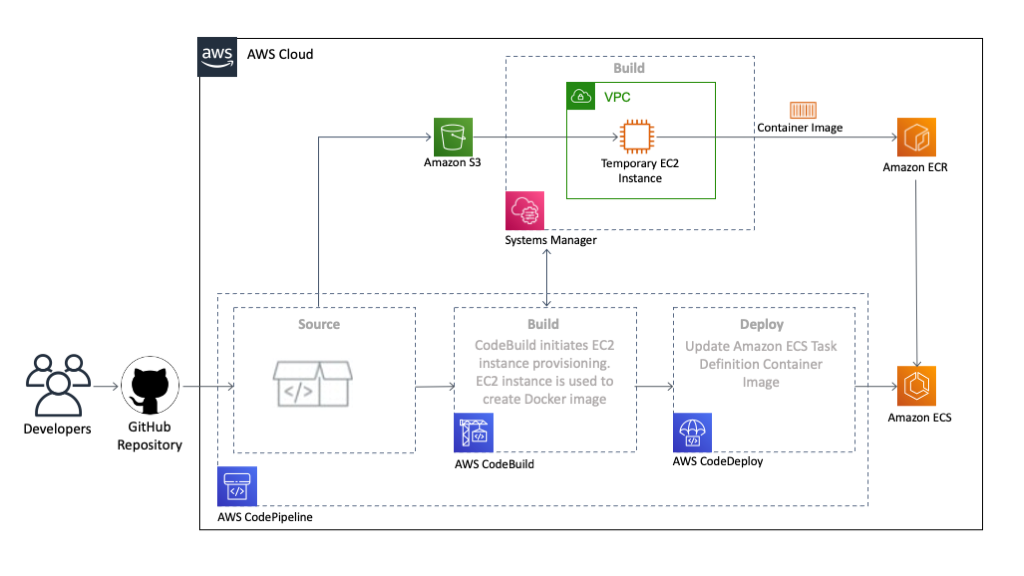 aws
AWS Cloud
Build
VPC
Temporary EC2
Instance
Systems Manager
Amazon S3
Container Image
Amazon ECR
Developers
GitHub
Repository
Source
</>
Build
CodeBuild initiates EC2
instance provisioning.
EC2 instance is used to
create Docker image
</>
AWS CodeBuild
Deploy
Update Amazon ECS Task
Definition Container
Image
</>
AWS CodeDeploy
Amazon ECS
</>
AWS CodePipeline